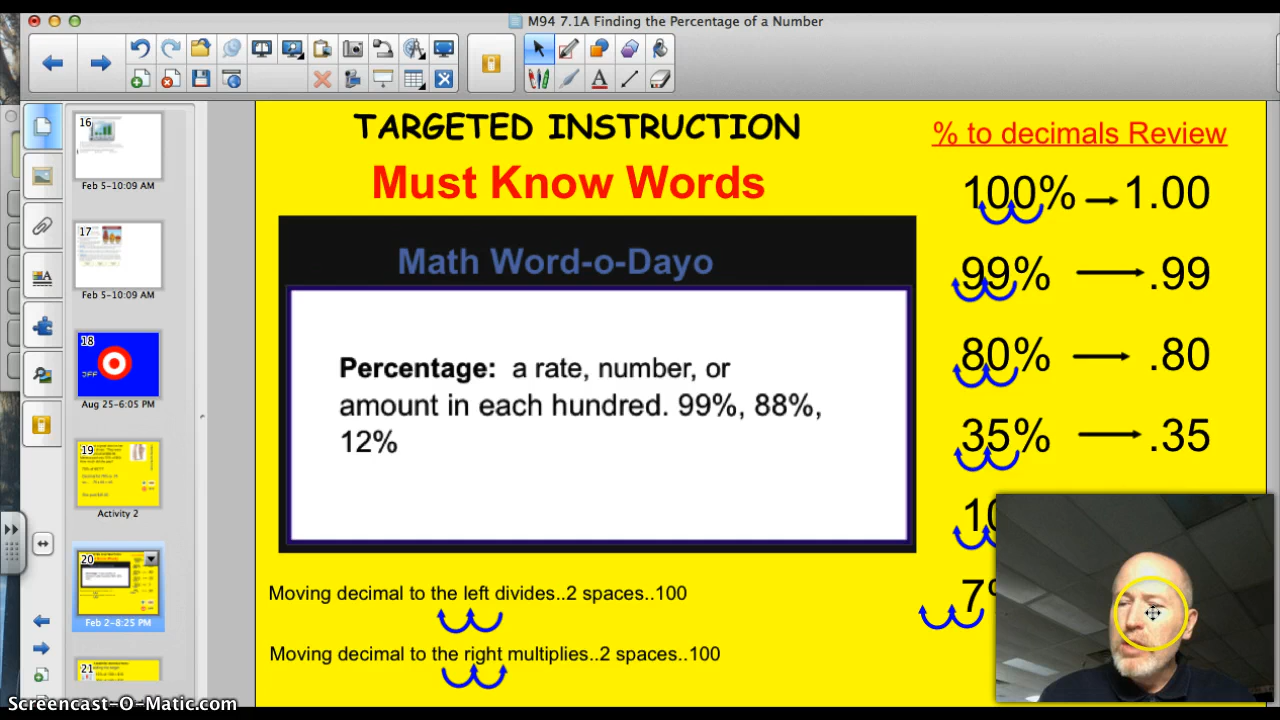 M94 7.1A Finding the Percentage of a Number
16
Feb 5-10:09 AM
17
Feb 5-10:09 AM
18
Aug 25-6:05 PM
19
Activity 2
20
Feb 2-8:25 PM
21
TARGETED INSTRUCTION
Must Know Words
Math Word-o-Dayo
Percentage: a rate, number, or
amount in each hundred. 99%, 88%,
12%
Moving decimal to the left divides..2 spaces..100
Moving decimal to the right multiplies..2 spaces..100
% to decimals Review
100% 1.00
99% .99
80% .80
35% .35
10
7%
Screencast-O-Matic.com